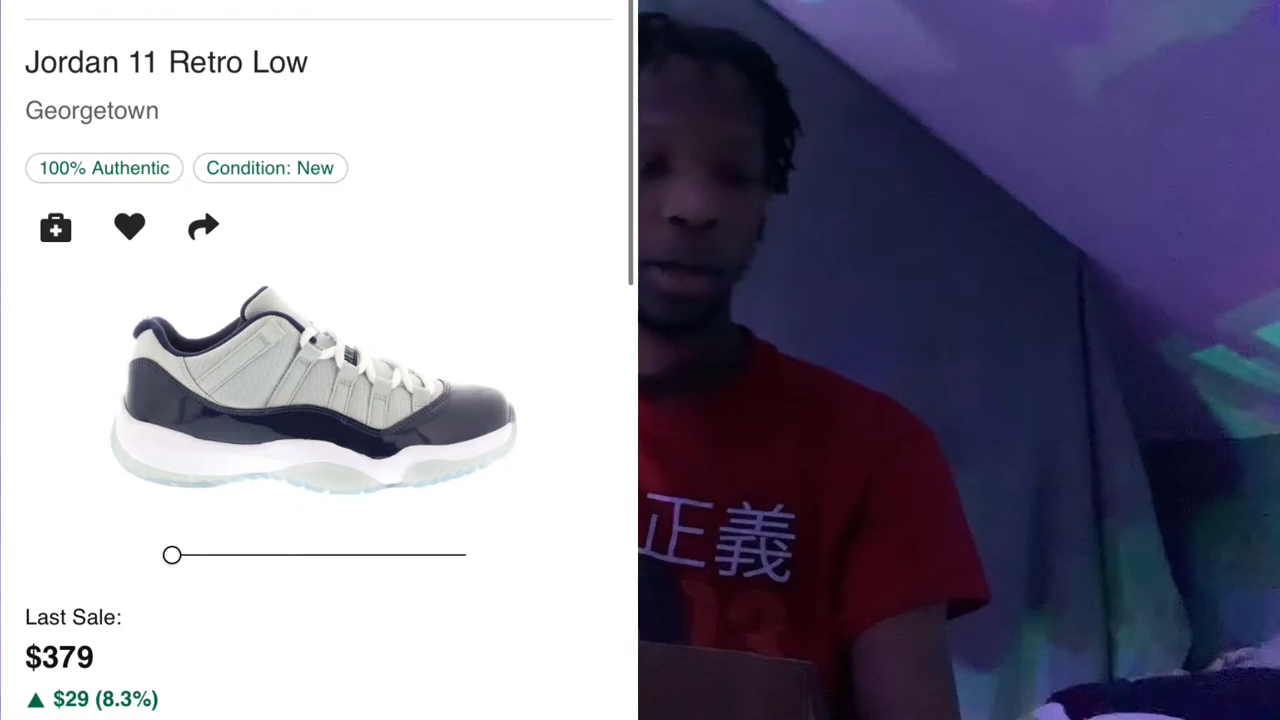 Jordan 11 Retro Low
Georgetown
100% Authentic
Condition: New
Last Sale:
$379
▲ $29 (8.3%)
正義